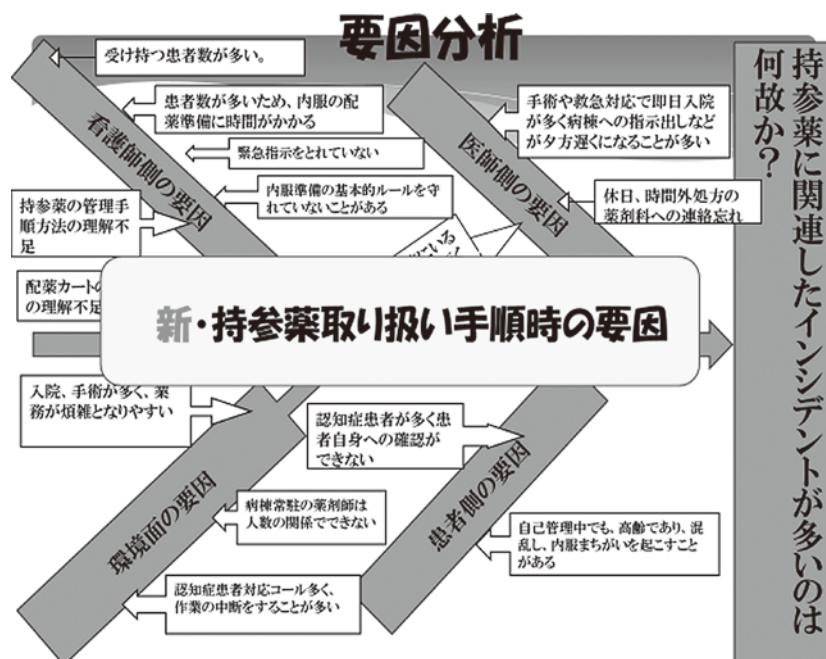 要因分析
持参薬に関連したインシデントが多いのは
何故か?
受け持つ患者数が多い。
患者数が多いため、内服の配
薬準備に時間がかかる
緊急指示をとれていない
内服準備の基本的ルールを守
れていないことがある
看護師側の要因
持参薬の管理手
順方法の理解不
足
配薬カートの
の理解不足
手術や救急対応で即日入院
が多く病棟への指示出しなど
が夕方遅くになることが多い
医師側の要因
休日、時間外処方の
薬剤科への連絡忘れ
にいる
新・持参薬取り扱い手順時の要因
入院、手術が多く、業
務が煩雑となりやすい
環境面の要因
病棟常駐の薬剤師は
人数の関係でできない
認知症患者対応コール多く、
作業の中断をすることが多い
認知症患者が多く患
者自身への確認が
できない
患者側の要因
自己管理中でも、高齢であり、混
乱し、内服まちがいを起こすこと
がある